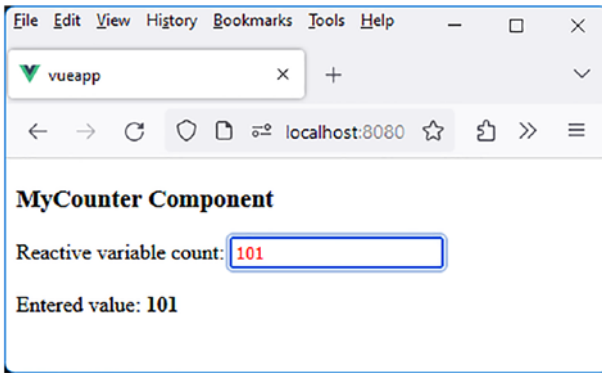 File Edit View History Bookmarks Tools Help
vueapp
localhost:8080
MyCounter Component
Reactive variable count: 101
Entered value: 101